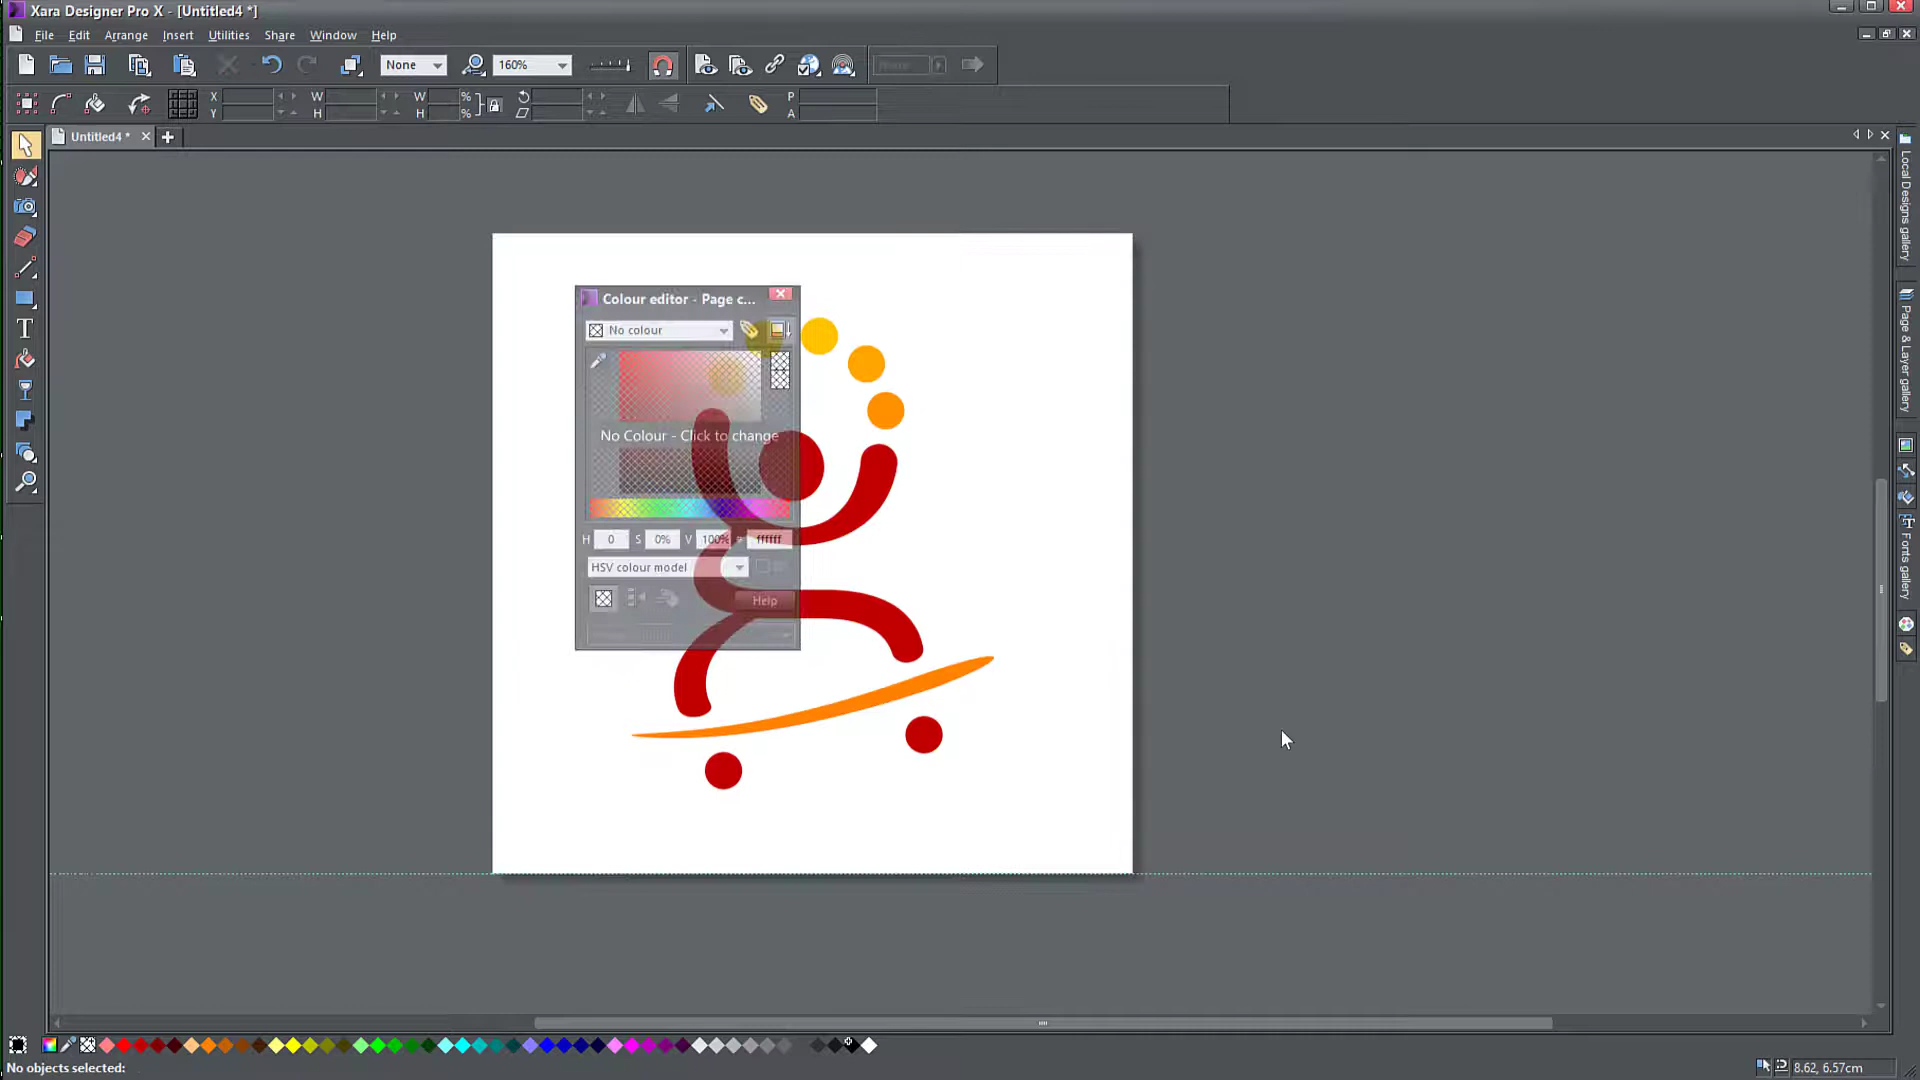 Xara Designer Pro X - [Untitled4 *]
File Edit Arrange Insert Utilities Share Window Help
None 160%
X W W % P
Y H H % A
Untitled4 *
Local Designs gallery
Page & Layer gallery
Fonts gallery
Colour editor - Page c...
No colour
No Colour - Click to change
H 0 S 0% V 100% # ffffff
HSV colour model
Help
No objects selected:
8.62, 6.57cm